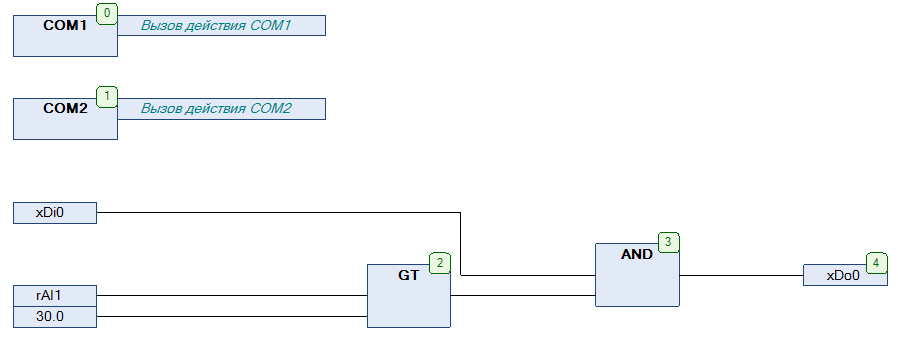 0
COM1
Вызов действия COM1
1
COM2
Вызов действия COM2
xDi0
3
AND
2
GT
4
xDo0
rAI1
30.0